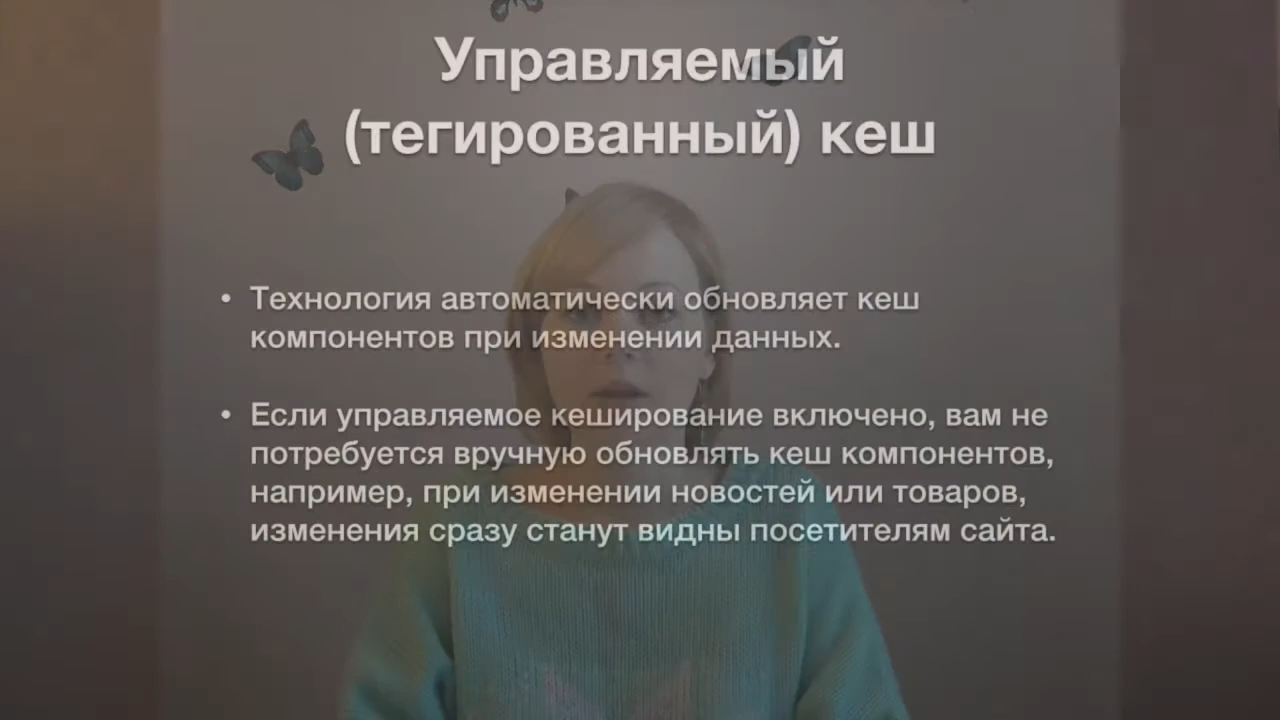 Управляемый
(тегированный) кеш
• Технология автоматически обновляет кеш
компонентов при изменении данных.
• Если управляемое кеширование включено, вам не
потребуется вручную обновлять кеш компонентов,
например, при изменении новостей или товаров,
изменения сразу станут видны посетителям сайта.